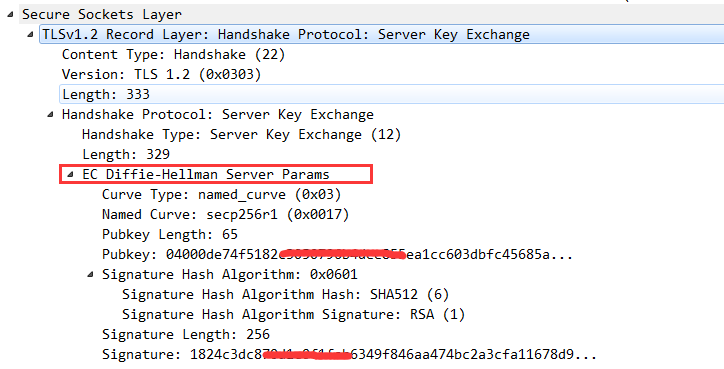 Secure Sockets Layer
TLSv1.2 Record Layer: Handshake Protocol: Server Key Exchange
Content Type: Handshake (22)
Version: TLS 1.2 (0x0303)
Length: 333
Handshake Protocol: Server Key Exchange
Handshake Type: Server Key Exchange (12)
Length: 329
EC Diffie-Hellman Server Params
Curve Type: named_curve (0x03)
Named Curve: secp256r1 (0x0017)
Pubkey Length: 65
Pubkey: 04000de74f5182 ea1cc603dbfc45685a...
Signature Hash Algorithm: 0x0601
Signature Hash Algorithm Hash: SHA512 (6)
Signature Hash Algorithm Signature: RSA (1)
Signature Length: 256
Signature: 1824c3dc8 6349f846aa474bc2a3cfa11678d9...